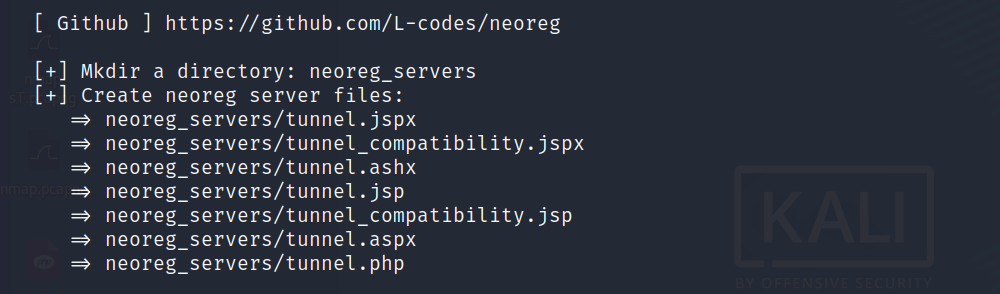 [ Github ] https://github.com/L-codes/neoreg
[+] Mkdir a directory: neoreg_servers
[+] Create neoreg server files:
⇒ neoreg_servers/tunnel.jspx
⇒ neoreg_servers/tunnel_compatibility.jspx
⇒ neoreg_servers/tunnel.ashx
⇒ neoreg_servers/tunnel.jsp
⇒ neoreg_servers/tunnel_compatibility.jsp
⇒ neoreg_servers/tunnel.aspx
⇒ neoreg_servers/tunnel.php
KALI
BY OFFENSIVE SECURITY